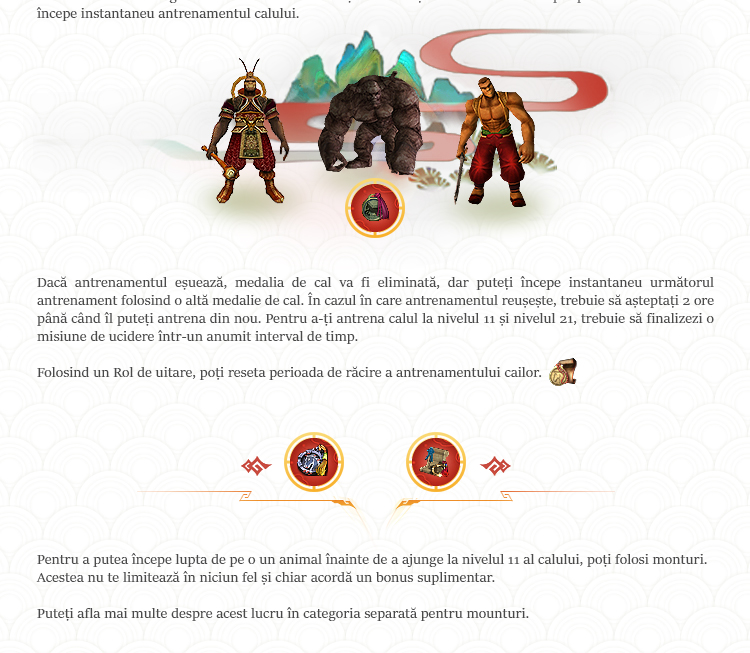 începe instantaneu antrenamentul calului.
Dacă antrenamentul eșuează, medalia de cal va fi eliminată, dar puteți începe instantaneu următorul
antrenament folosind o altă medalie de cal. În cazul în care antrenamentul reușește, trebuie să așteptați 2 ore
până când îl puteți antrena din nou. Pentru a-ți antrena calul la nivelul 11 și nivelul 21, trebuie să finalizezi o
misiune de ucidere într-un anumit interval de timp.
Folosind un Rol de uitare, poți reseta perioada de răcire a antrenamentului cailor.
Pentru a putea începe lupta de pe o un animal înainte de a ajunge la nivelul 11 al calului, poți folosi monturi.
Acestea nu te limitează în niciun fel și chiar acordă un bonus suplimentar.
Puteți afla mai multe despre acest lucru în categoria separată pentru mounturi.